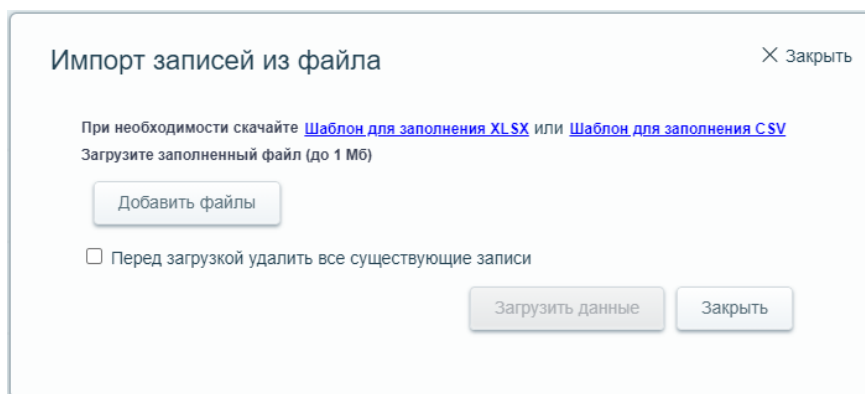 Импорт записей из файла
× Закрыть
При необходимости скачайте Шаблон для заполнения XLSX или Шаблон для заполнения CSV
Загрузите заполненный файл (до 1 Мб)
Добавить файлы
Перед загрузкой удалить все существующие записи
Загрузить данные
Закрыть